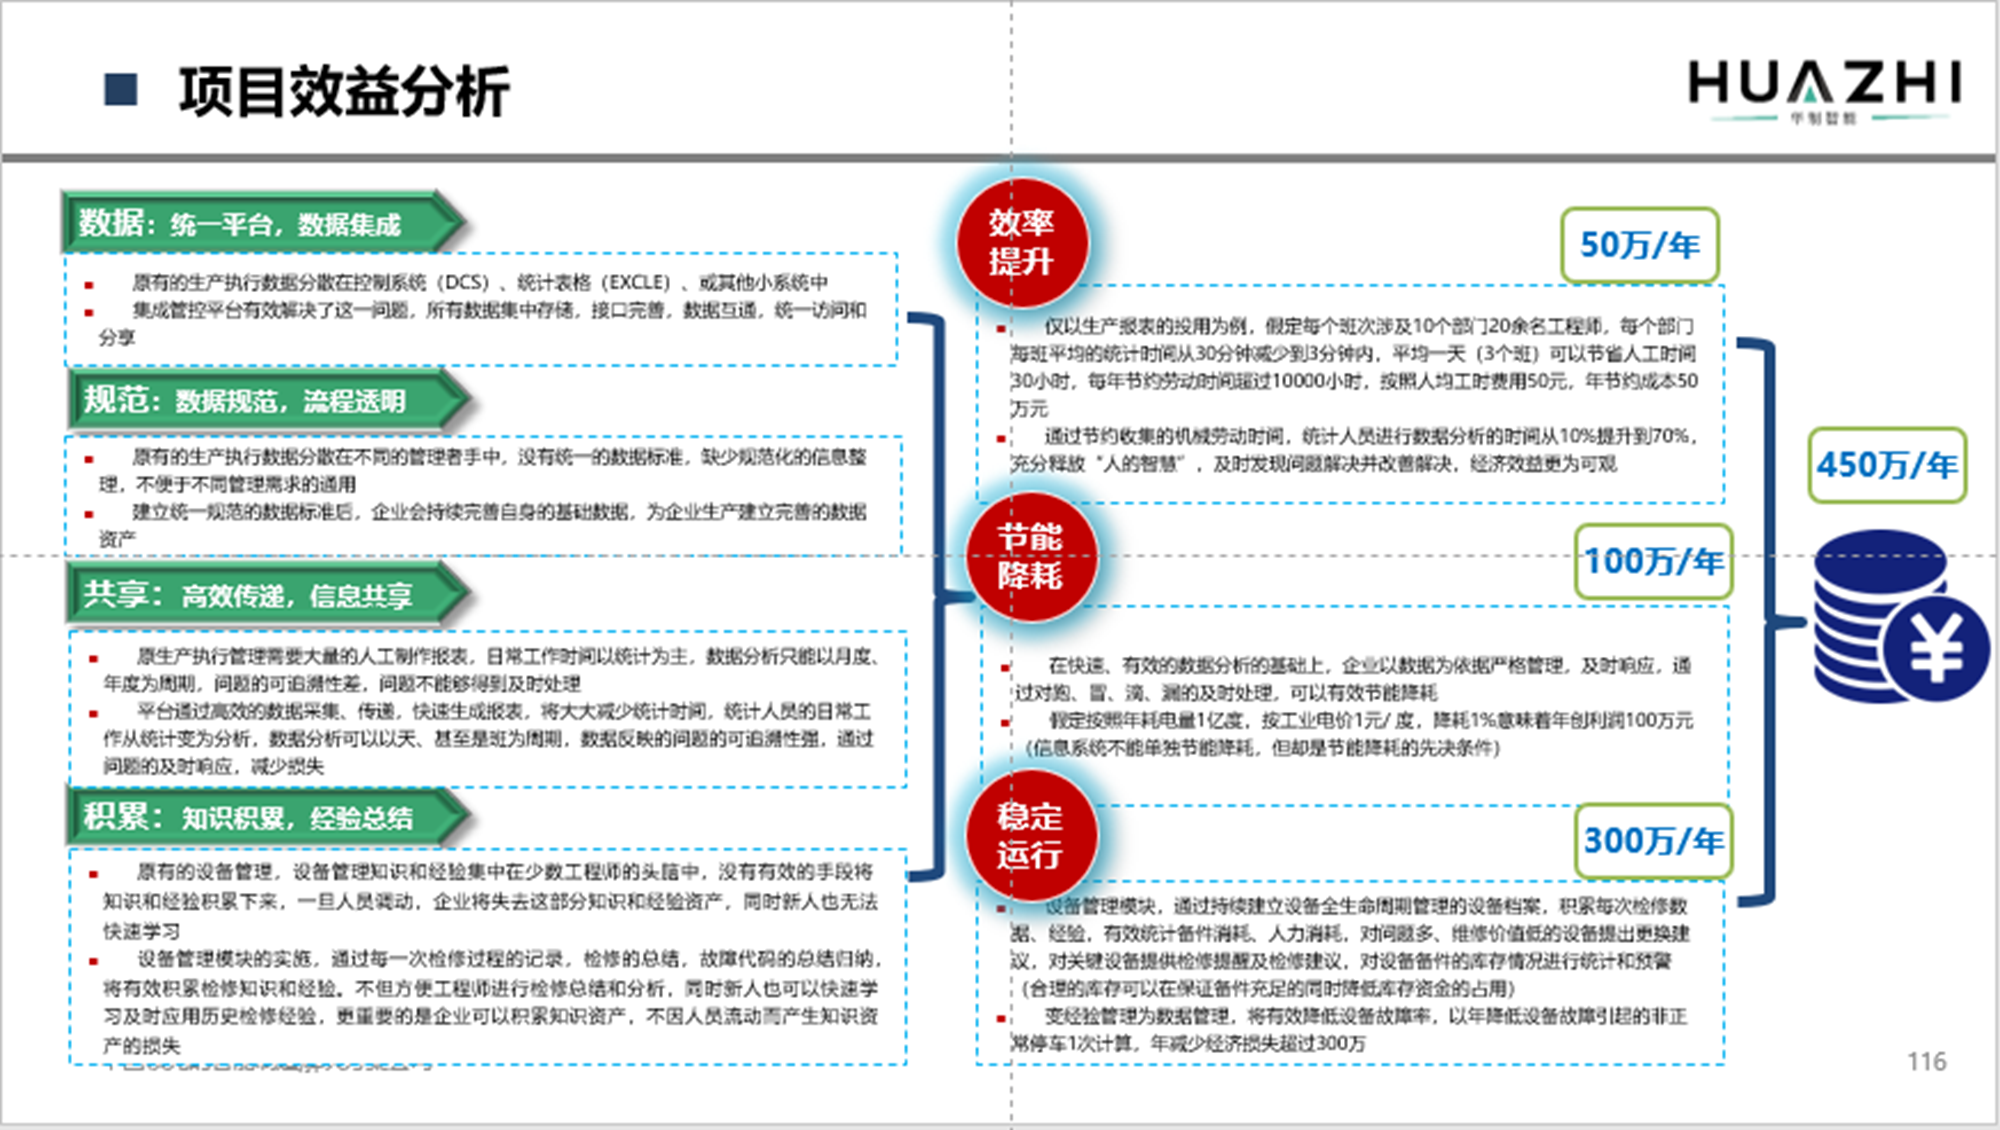 项目效益分析
HUAZHI
华制智能
数据：统一平台，数据集成
原有的生产执行数据分散在控制系统（DCS）、统计表格（EXCLE）、或其他小系统中
集成管控平台有效解决了这一问题，所有数据集中存储，接口完善，数据互通，统一访问和
分享
规范：数据规范，流程透明
原有的生产执行数据分散在不同的管理者手中，没有统一的数据标准，缺少规范化的信息整
理，不便于不同管理需求的通用
建立统一规范的数据标准后，企业会持续完善自身的基础数据，为企业生产建立完善的数据
资产
共享：高效传递，信息共享
原生产执行管理需要大量的人工制作报表，日常工作时间以统计为主，数据分析只能以月度、
年度为周期，问题的可追溯性差，问题不能够得到及时处理
平台通过高效的数据采集、传递，快速生成报表，将大大减少统计时间，统计人员的日常工
作从统计变为分析，数据分析可以以天、甚至是班为周期，数据反映的问题的可追溯性强，通过
问题的及时响应，减少损失
积累：知识积累，经验总结
原有的设备管理，设备管理知识和经验集中在少数工程师的头脑中，没有有效的手段将
知识和经验积累下来，一旦人员调动，企业将失去这部分知识和经验资产，同时新人也无法
快速学习
设备管理模块的实施，通过每一次检修过程的记录，检修的总结，故障代码的总结归纳，
将有效积累检修知识和经验。不但方便工程师进行检修总结和分析，同时新人也可以快速学
习及时应用历史检修经验，更重要的是企业可以积累知识资产，不因人员流动而产生知识资
产的损失
效率
提升
50万/年
仅以生产报表的投用为例，假定每个班次涉及10个部门20余名工程师，每个部门
每班平均的统计时间从30分钟减少到3分钟内，平均一天（3个班）可以节省人工时间
30小时，每年节约劳动时间超过10000小时，按照人均工时费用50元，年节约成本50
万元
通过节约收集的机械劳动时间，统计人员进行数据分析的时间从10%提升到70%，
充分释放“人的智慧”，及时发现问题解决并改善解决，经济效益更为可观
节能
降耗
100万/年
在快速、有效的数据分析的基础上，企业以数据为依据严格管理，及时响应，通
过对跑、冒、滴、漏的及时处理，可以有效节能降耗
假定按照年耗电量1亿度，按工业电价1元/ 度，降耗1%意味着年创利润100万元
（信息系统不能单独节能降耗，但却是节能降耗的先决条件）
稳定
运行
300万/年
设备管理模块，通过持续建立设备全生命周期管理的设备档案，积累每次检修数
据、经验，有效统计备件消耗、人力消耗，对问题多、维修价值低的设备提出更换建
议，对关键设备提供检修提醒及检修建议，对设备备件的库存情况进行统计和预警
（合理的库存可以在保证备件充足的同时降低库存资金的占用）
变经验管理为数据管理，将有效降低设备故障率，以年降低设备故障引起的非正
常停车1次计算，年减少经济损失超过300万
450万/年
116